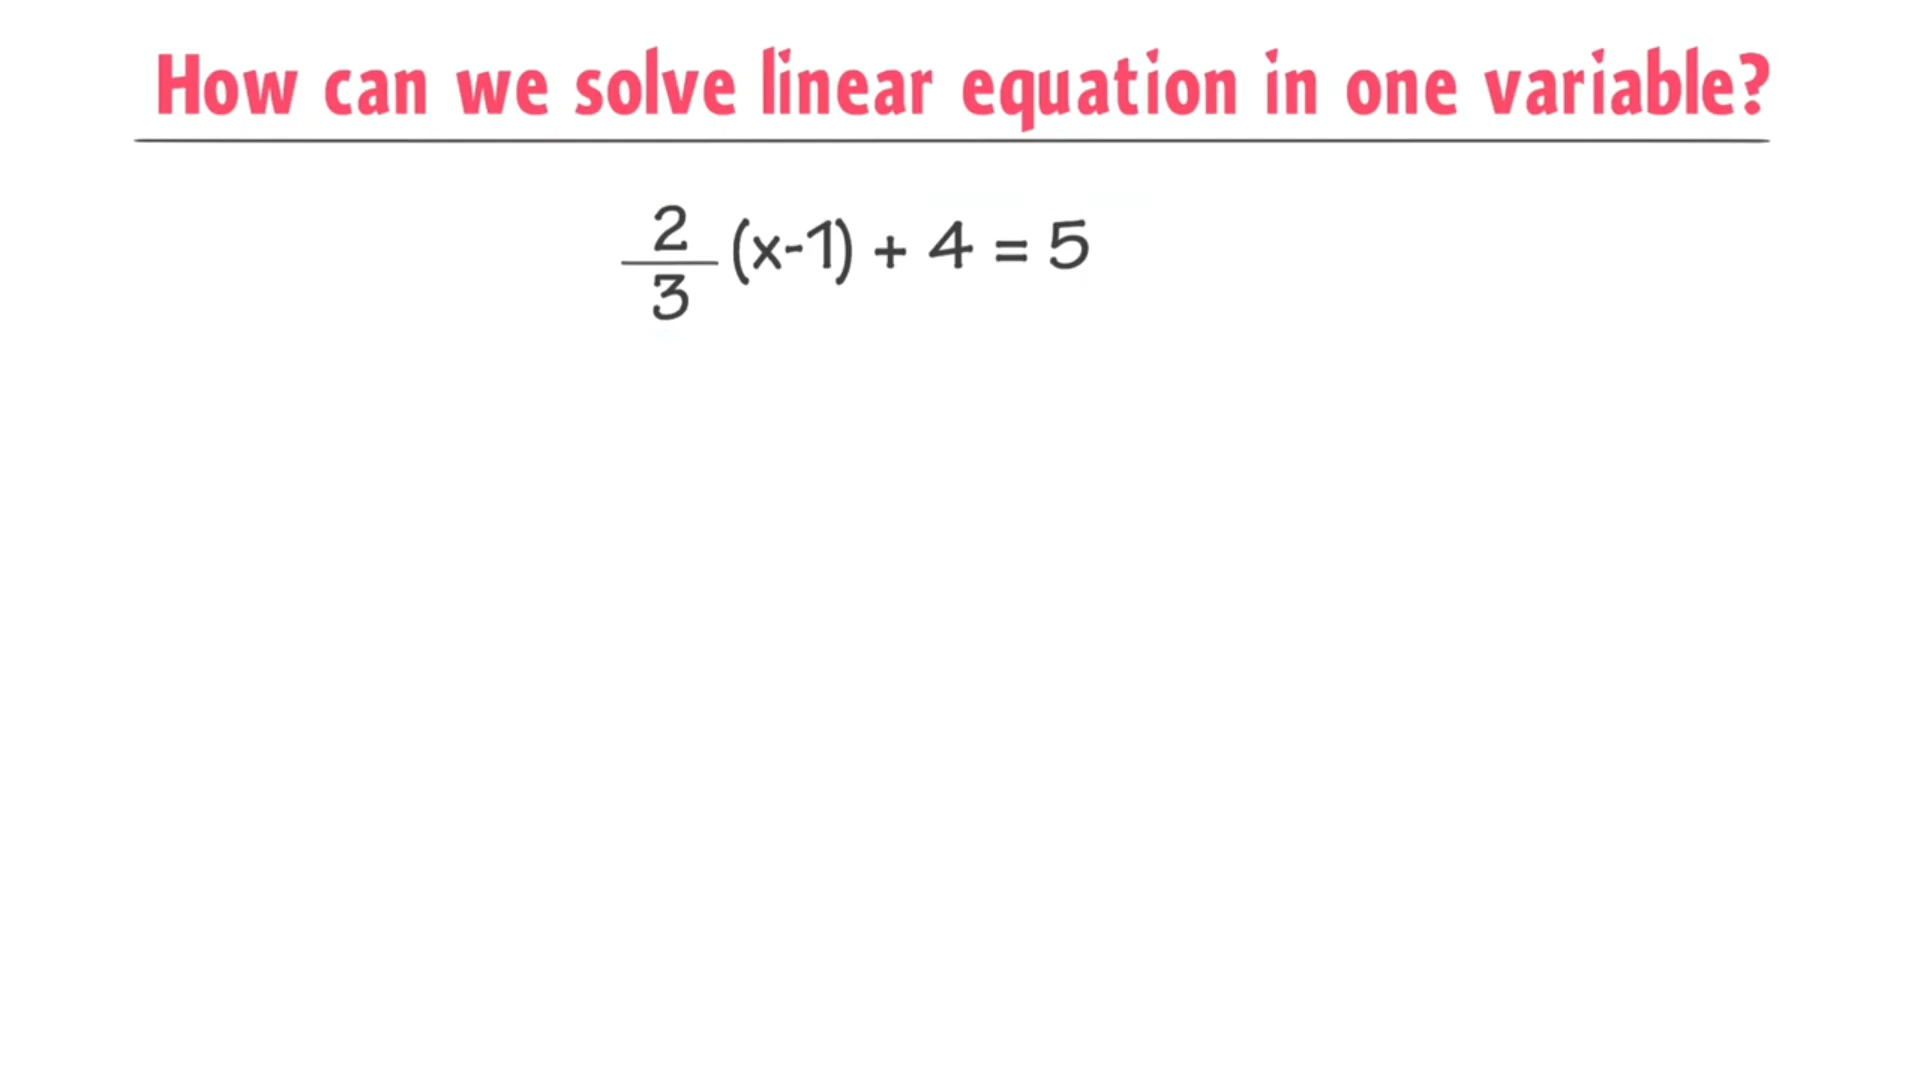 How can we solve linear equation in one variable?
2
3 (x-1) + 4 = 5